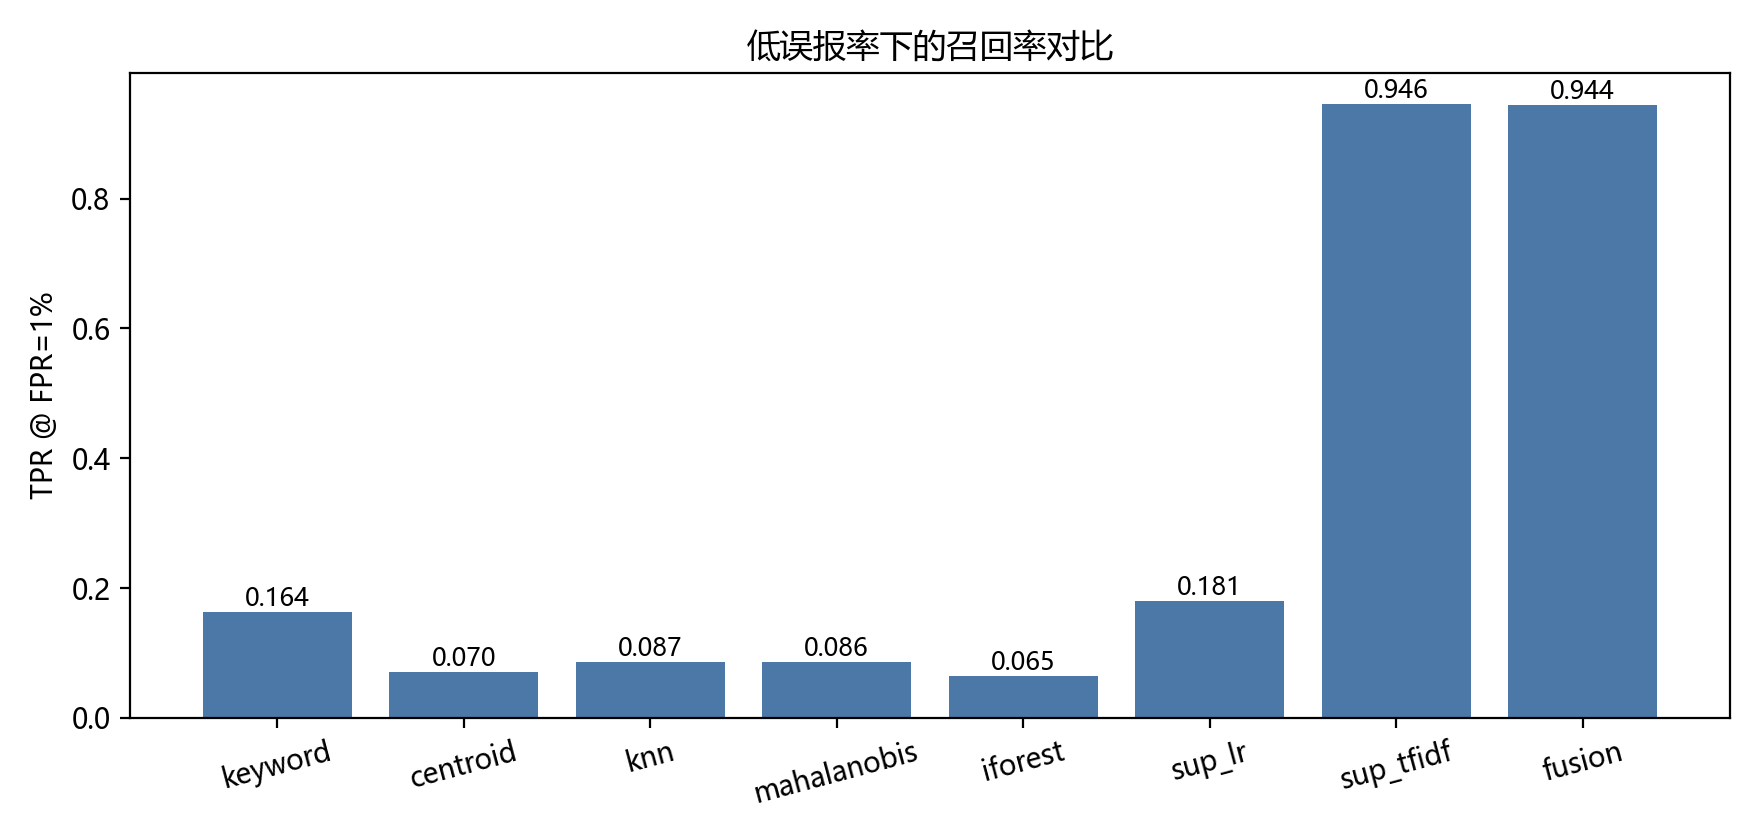 低误报率下的召回率对比
TPR @ FPR=1%
0.8
0.6
0.4
0.2
0.0
0.164
0.070
0.087
0.086
0.065
0.181
0.946
0.944
keyword
centroid
knn
mahalanobis
iforest
sup_lr
sup_tfidf
fusion